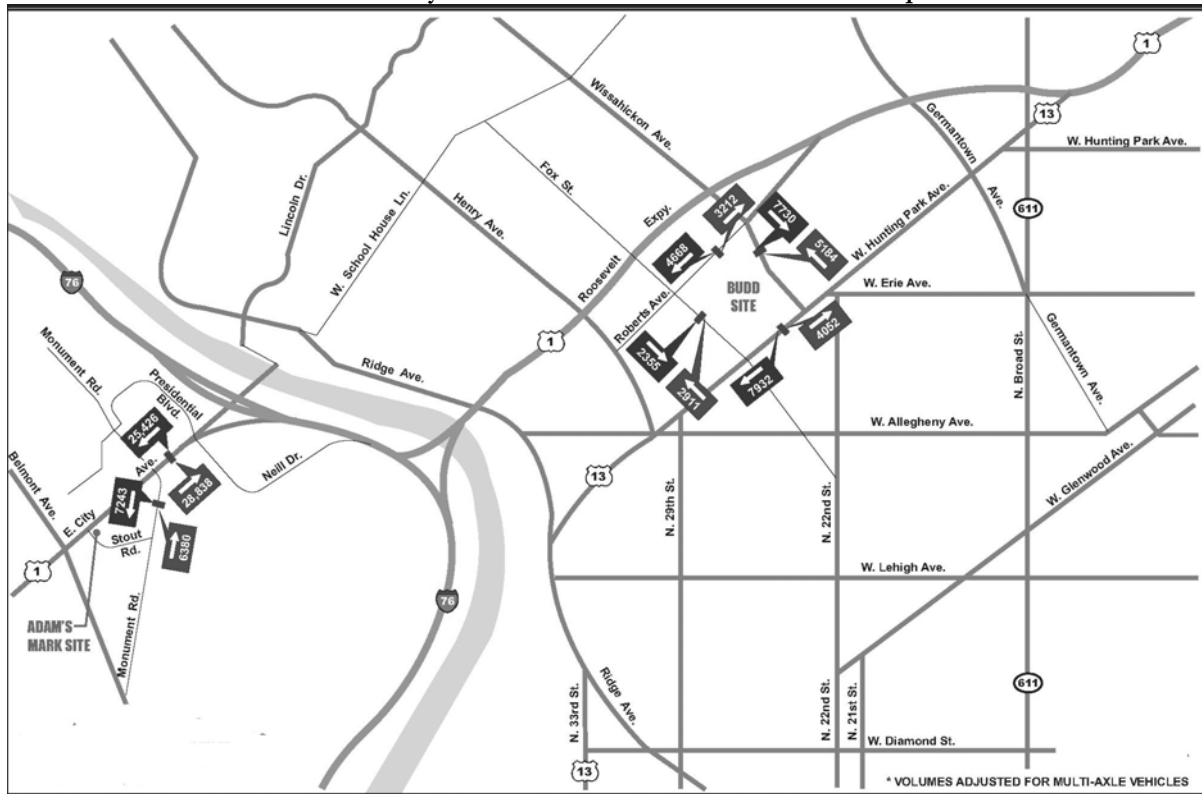 1
13
Wissahickon Ave.
Germantown
Ave.
W. Hunting Park Ave.
Lincoln Dr.
W. School House Ln.
Fox St.
Henry Ave.
Expy.
Roosevelt
3212
7730
4668
5184
W. Hunting Park Ave.
611
76
BUDD
SITE
W. Erie Ave.
Roberts Ave.
4052
1
Monument Rd.
Presidential
Blvd.
Ridge Ave.
2355
2911
7932
N. Broad St.
Germantown Ave.
25,426
W. Allegheny Ave.
Belmont Ave.
Ave.
Neill Dr.
28,838
13
7243
E. City
Stout
Rd.
6380
N. 29th St.
N. 22nd St.
W. Glenwood Ave.
1
W. Lehigh Ave.
76
ADAM'S
MARK SITE
Monument Rd.
Ridge Ave.
N. 33rd St.
N. 22nd St.
N. 21st St.
611
W. Diamond St.
13
* VOLUMES ADJUSTED FOR MULTI-AXLE VEHICLES